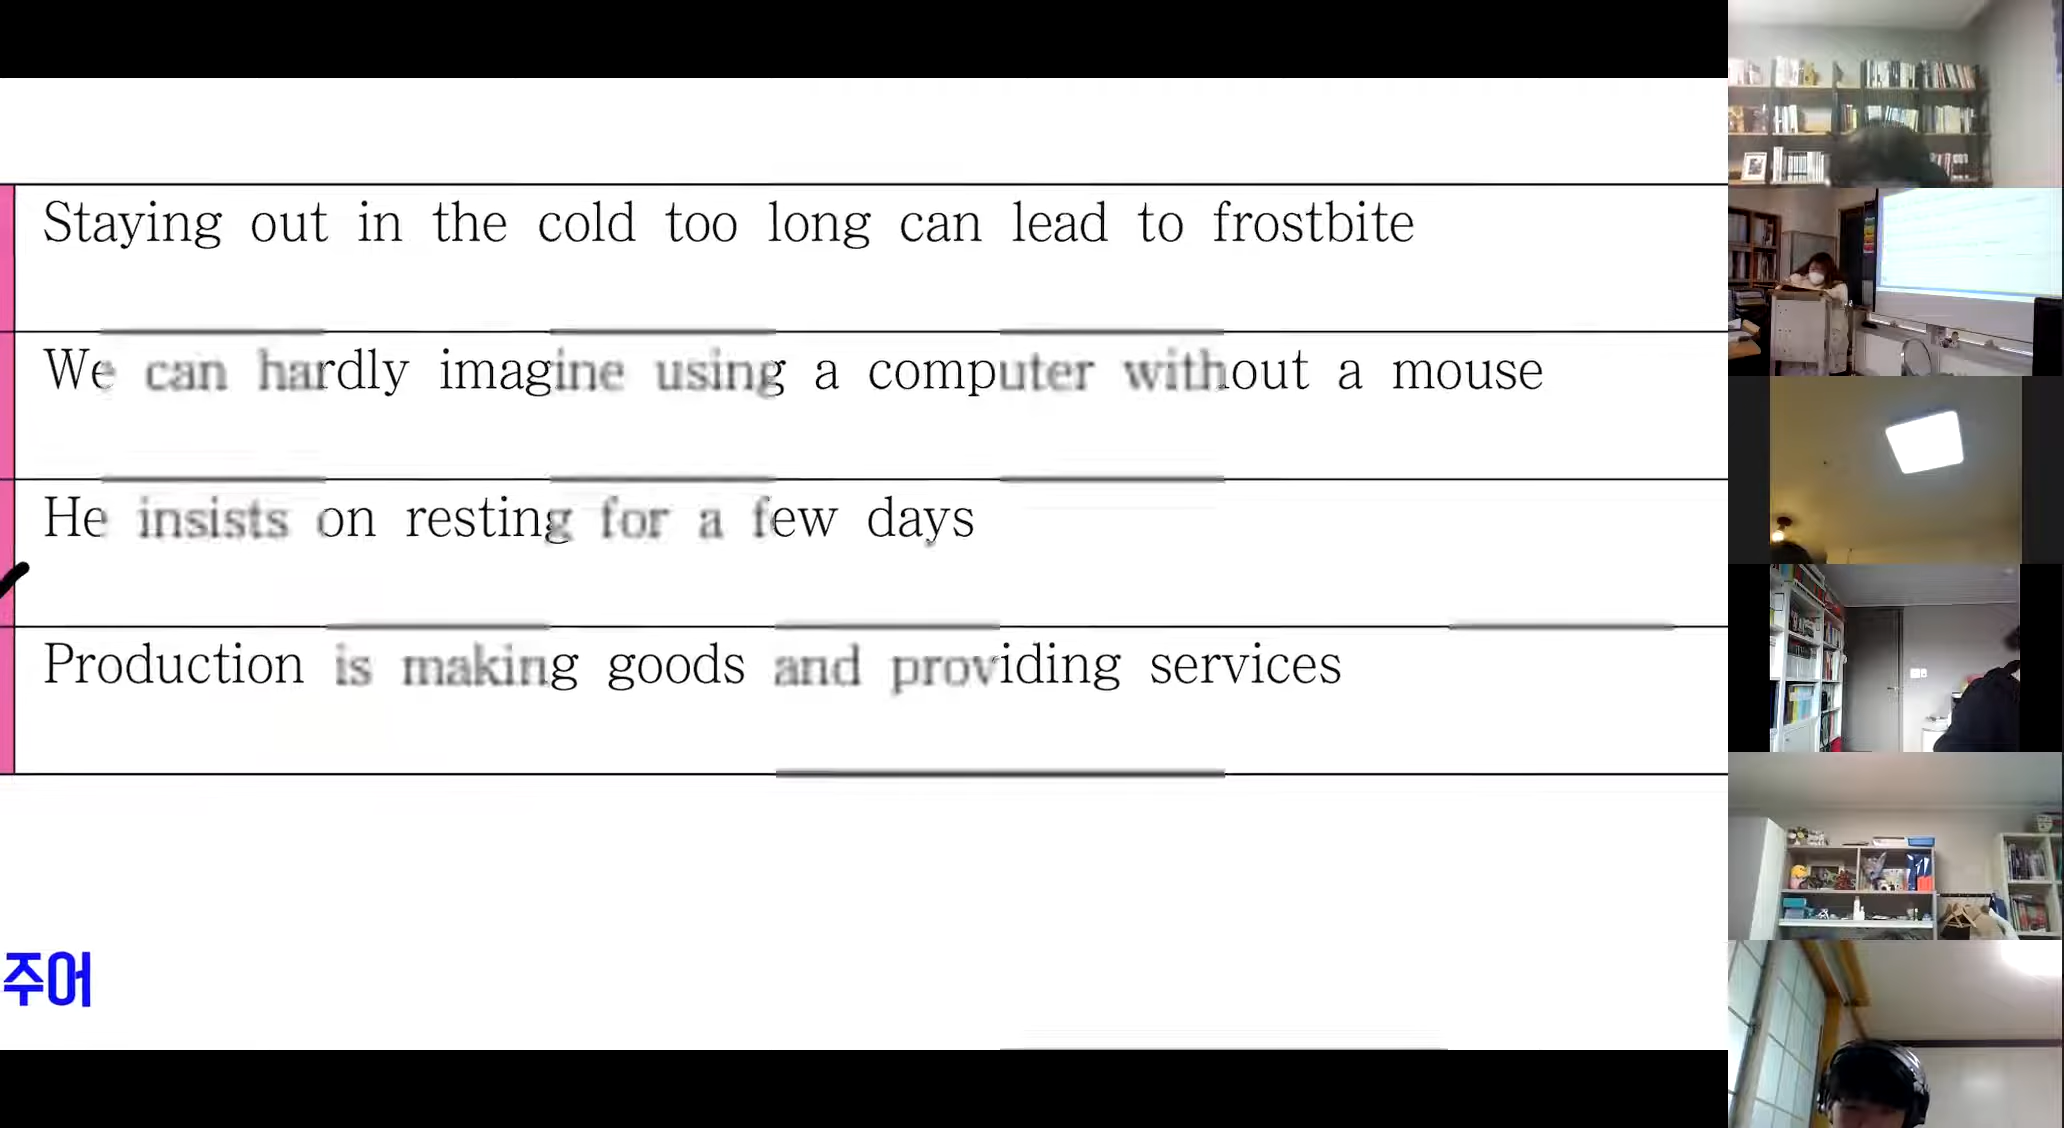 Staying out in the cold too long can lead to frostbite
We can hardly imagine using a computer without a mouse
He insists on resting for a few days
Production is making goods and providing services
주어